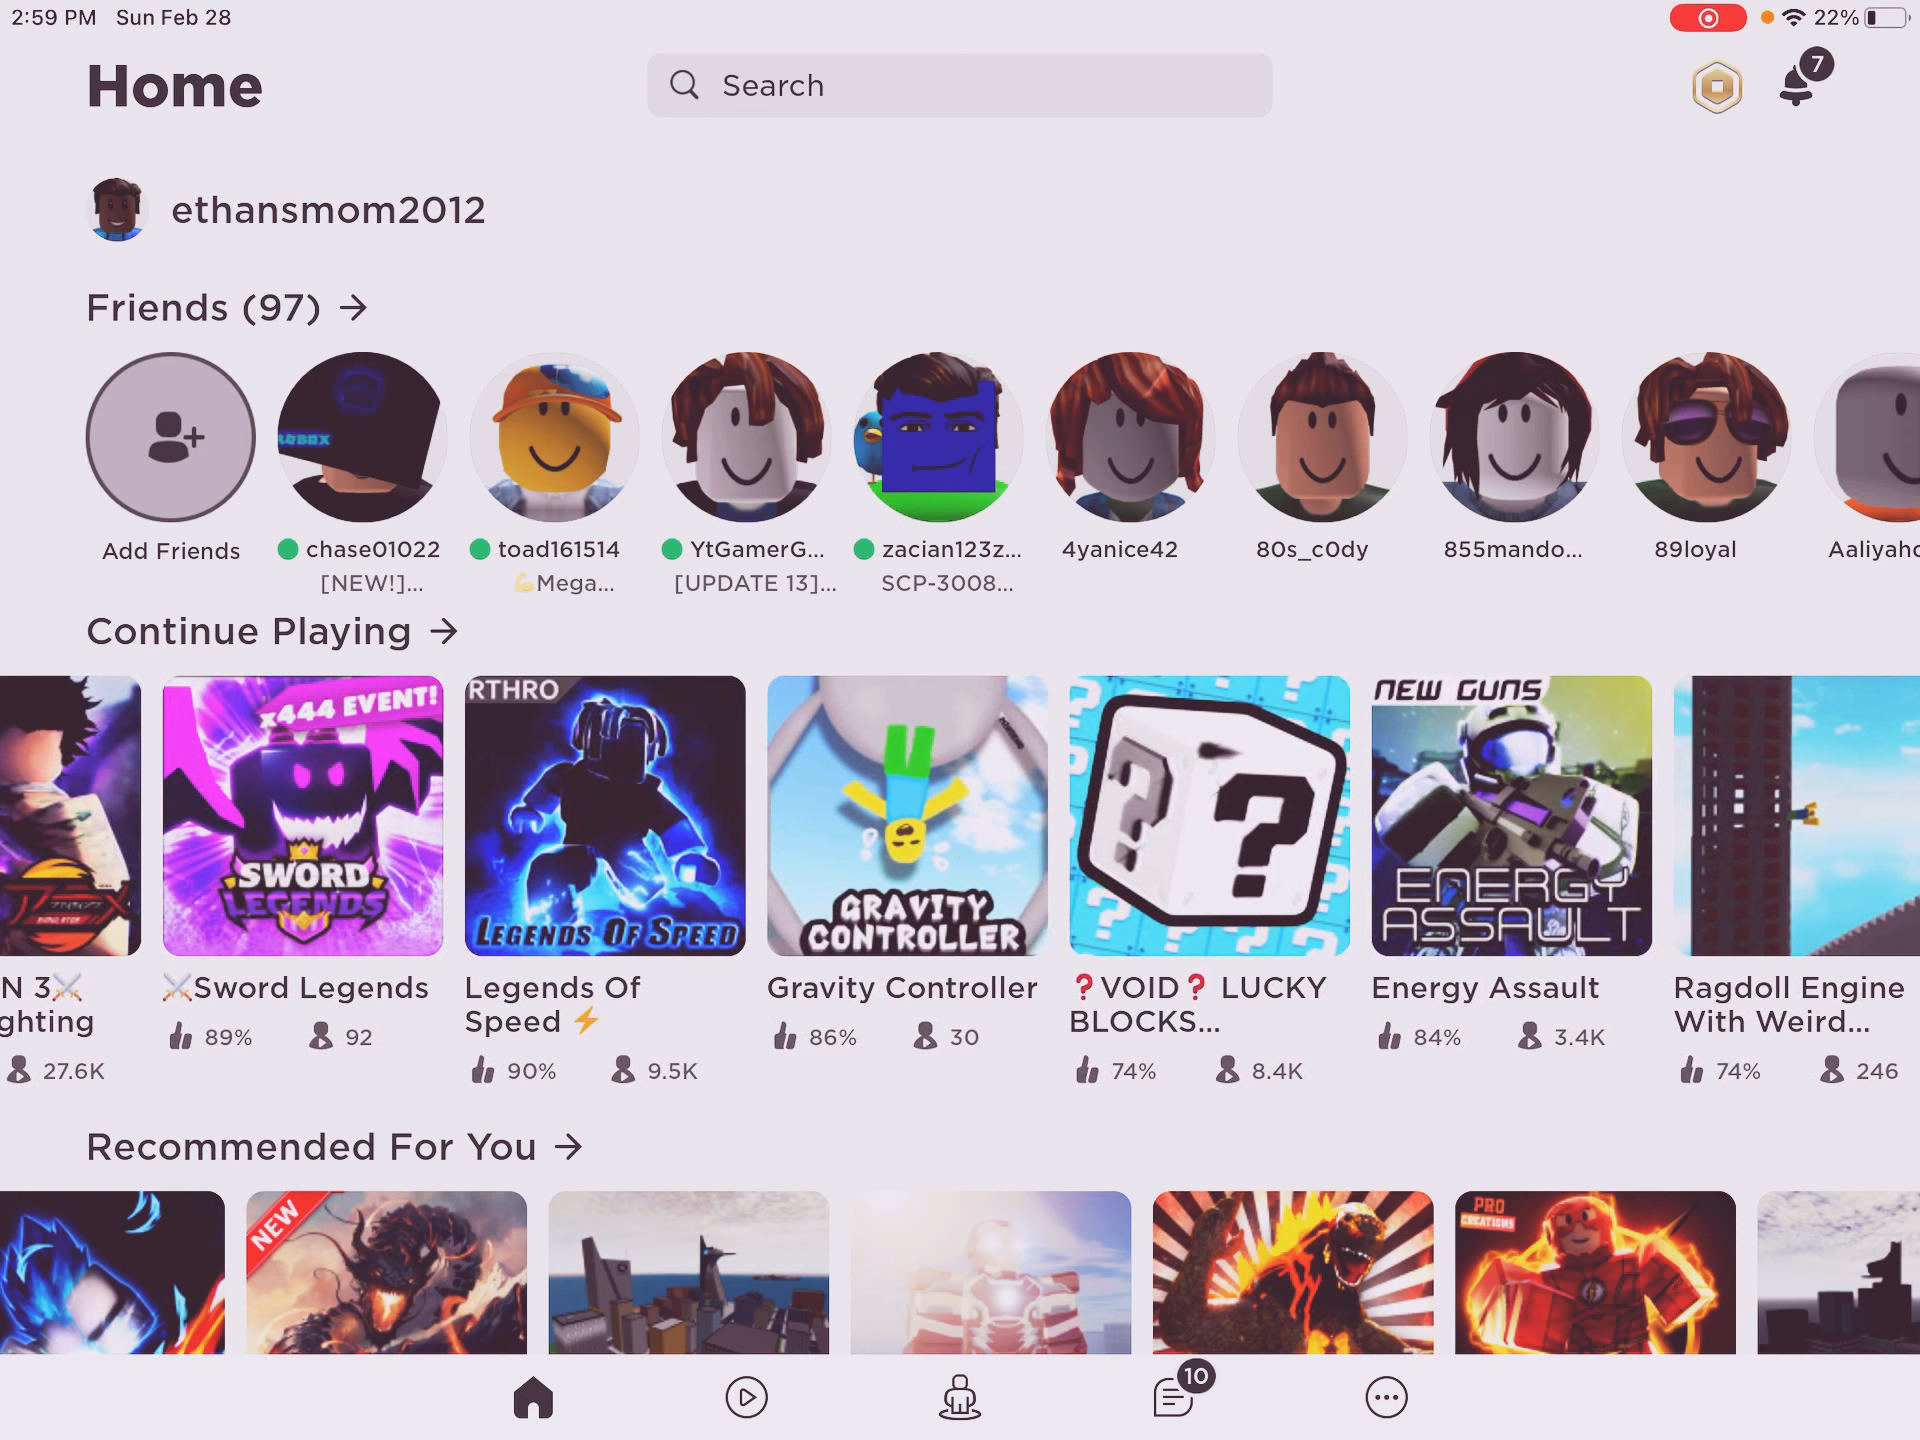 2:59 PM Sun Feb 28
22%
Home
Search
7
ethansmom2012
Friends (97) →
R&BOX
Add Friends
chase01022
toad161514
YtGamerG...
zacian123z...
4yanice42
80s_c0dy
855mando...
89loyal
Aaliyah
[NEW!]...
💪Mega...
[UPDATE 13]...
SCP-3008...
Continue Playing →
x444 EVENT!
SWORD
LEGENDS
RTHRO
LEGENDS OF SPEED
GRAVITY
CONTROLLER
? ?
NEW GUNS
ENERGY
ASSAULT
SIMULATOR
N 3⚔
ghting
27.6K
⚔Sword Legends
89% 92
Legends Of
Speed ⚡
90% 9.5K
Gravity Controller
86% 30
❓VOID❓ LUCKY
BLOCKS...
74% 8.4K
Energy Assault
84% 3.4K
Ragdoll Engine
With Weird...
74% 246
Recommended For You →
NEW
PRO
CREATIONS
10